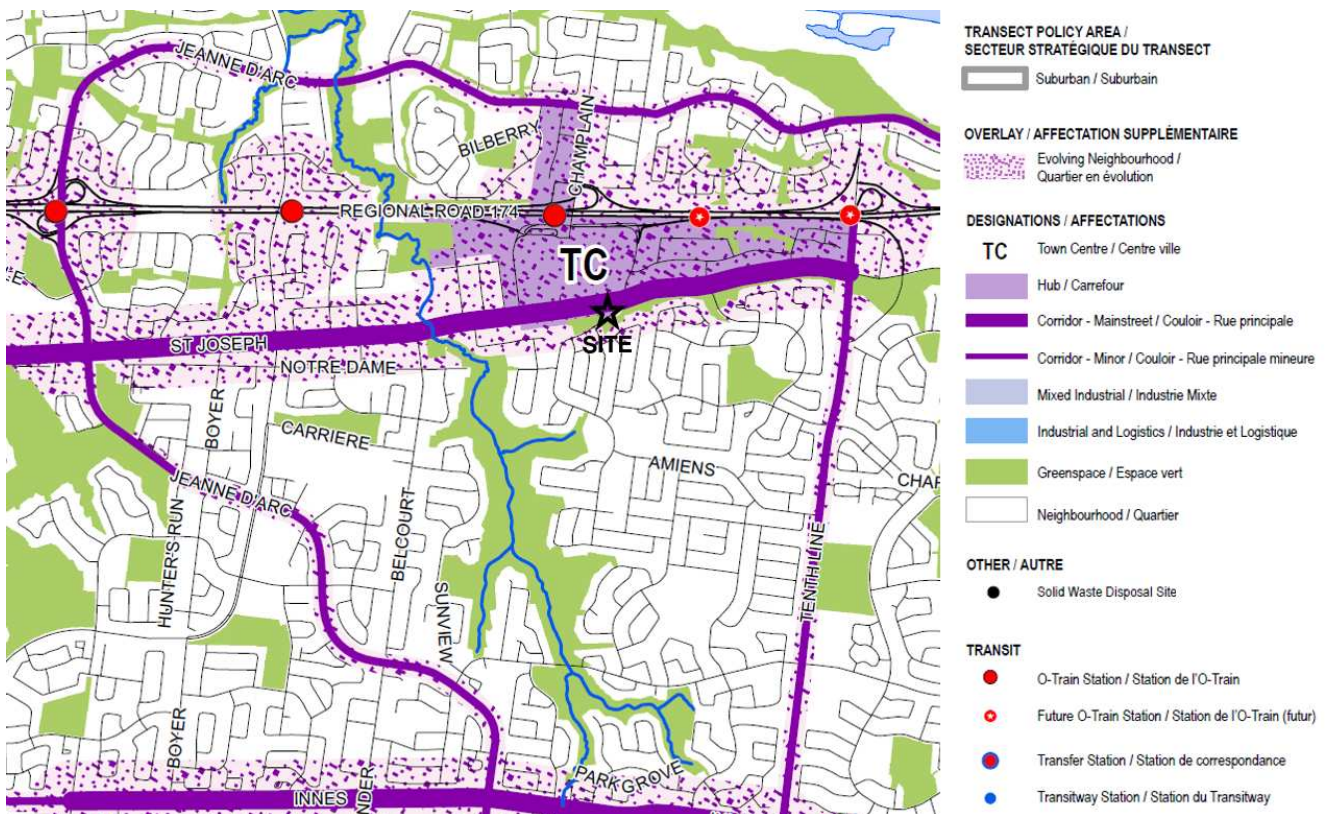 JEANNE D'ARC
BILBERRY
CHAMPLAIN
REGIONAL ROAD 174
TC
SITE
ST JOSEPH
NOTRE DAME
BOYER
CARRIERE
AMIENS
JEANNE D'ARC
HUNTER'S RUN
BELCOURT
SUNVIEW
TENTH LINE
BOYER
PARKGROVE
INNES
TRANSECT POLICY AREA /
SECTEUR STRATÉGIQUE DU TRANSECT
Suburban / Suburbain
OVERLAY / AFFECTATION SUPPLÉMENTAIRE
Evolving Neighbourhood /
Quartier en évolution
DESIGNATIONS / AFFECTATIONS
TC Town Centre / Centre ville
Hub / Carrefour
Corridor - Mainstreet / Couloir - Rue principale
Corridor - Minor / Couloir - Rue principale mineure
Mixed Industrial / Industrie Mixte
Industrial and Logistics / Industrie et Logistique
Greenspace / Espace vert
Neighbourhood / Quartier
OTHER / AUTRE
Solid Waste Disposal Site
TRANSIT
O-Train Station / Station de l'O-Train
Future O-Train Station / Station de l'O-Train (futur)
Transfer Station / Station de correspondance
Transitway Station / Station du Transitway